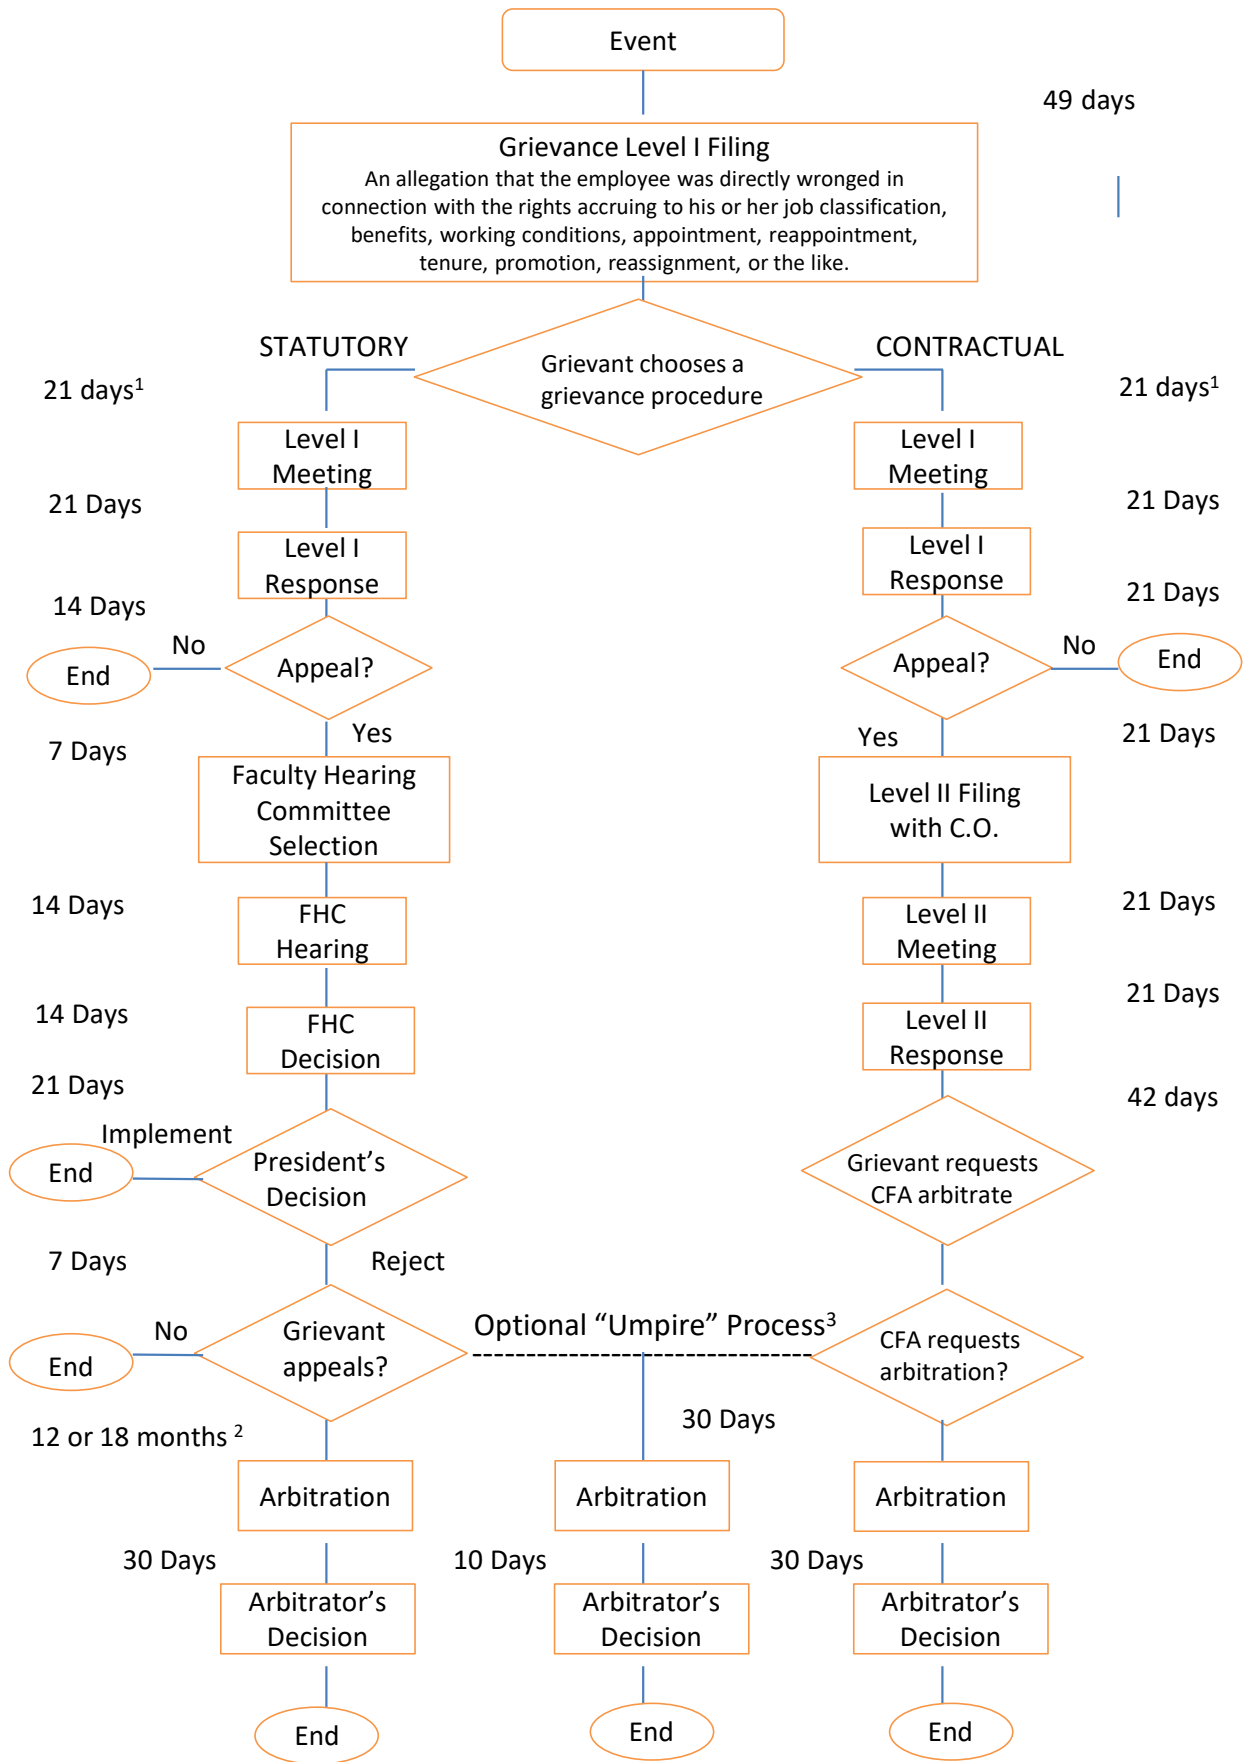 Event
49 days
Grievance Level I Filing
An allegation that the employee was directly wronged in
connection with the rights accruing to his or her job classification,
benefits, working conditions, appointment, reappointment,
tenure, promotion, reassignment, or the like.
STATUTORY
CONTRACTUAL
Grievant chooses a
grievance procedure
21 days1
21 days1
Level I
Meeting
Level I
Meeting
21 Days
21 Days
Level I
Response
Level I
Response
14 Days
21 Days
No
End
Appeal?
Appeal?
No
End
Yes
Yes
7 Days
21 Days
Faculty Hearing
Committee
Selection
Level II Filing
with C.O.
14 Days
21 Days
FHC
Hearing
Level II
Meeting
14 Days
21 Days
FHC
Decision
Level II
Response
21 Days
42 days
Implement
End
President’s
Decision
Grievant requests
CFA arbitrate
7 Days
Reject
No
End
Grievant
appeals?
Optional “Umpire” Process3
CFA requests
arbitration?
12 or 18 months 2
30 Days
Arbitration
Arbitration
Arbitration
30 Days
10 Days
30 Days
Arbitrator’s
Decision
Arbitrator’s
Decision
Arbitrator’s
Decision
End
End
End